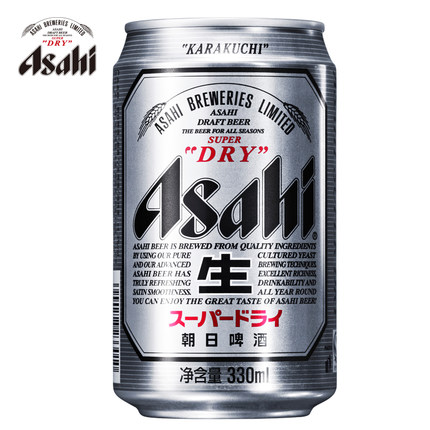 ASAHI BREWERIES LIMITED
SUPER
"DRY"
Asahi
"KARAKUCHI"
ASAHI BREWERIES LIMITED
ASAHI
DRAFT BEER
THE BEER FOR ALL SEASONS
SUPER
"DRY"
Asahi®
ASAHI BEER IS BREWED FROM QUALITY INGREDIENTS
BY USING OUR PURE CULTURED YEAST
AND OUR ADVANCED BREWING TECHNIQUES.
ASAHI BEER HAS EXCELLENT RICHNESS,
TRULY REFRESHING DRINKABILITY AND
SATIN SMOOTHNESS. ALL YEAR ROUND
YOU CAN ENJOY THE GREAT TASTE OF ASAHI BEER!
生
スーパードライ
朝日啤酒
净含量 330ml